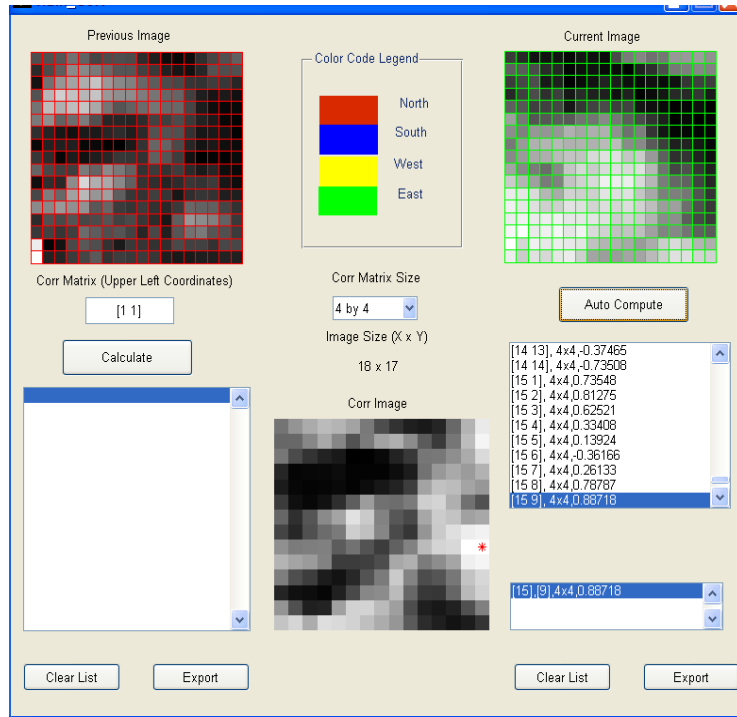 Previous Image
Color Code Legend
North
South
West
East
Current Image
Corr Matrix (Upper Left Coordinates)
[1 1]
Calculate
Corr Matrix Size
4 by 4
Image Size (X x Y)
18 x 17
Corr Image
Auto Compute
[14 13], 4x4,-0.37465
[14 14], 4x4,-0.73508
[15 1], 4x4,0.73548
[15 2], 4x4,0.81275
[15 3], 4x4,0.62521
[15 4], 4x4,0.33408
[15 5], 4x4,0.13924
[15 6], 4x4,-0.36166
[15 7], 4x4,0.26133
[15 8], 4x4,0.78787
[15 9], 4x4,0.88718
[15],[9],4x4,0.88718
Clear List
Export
Clear List
Export